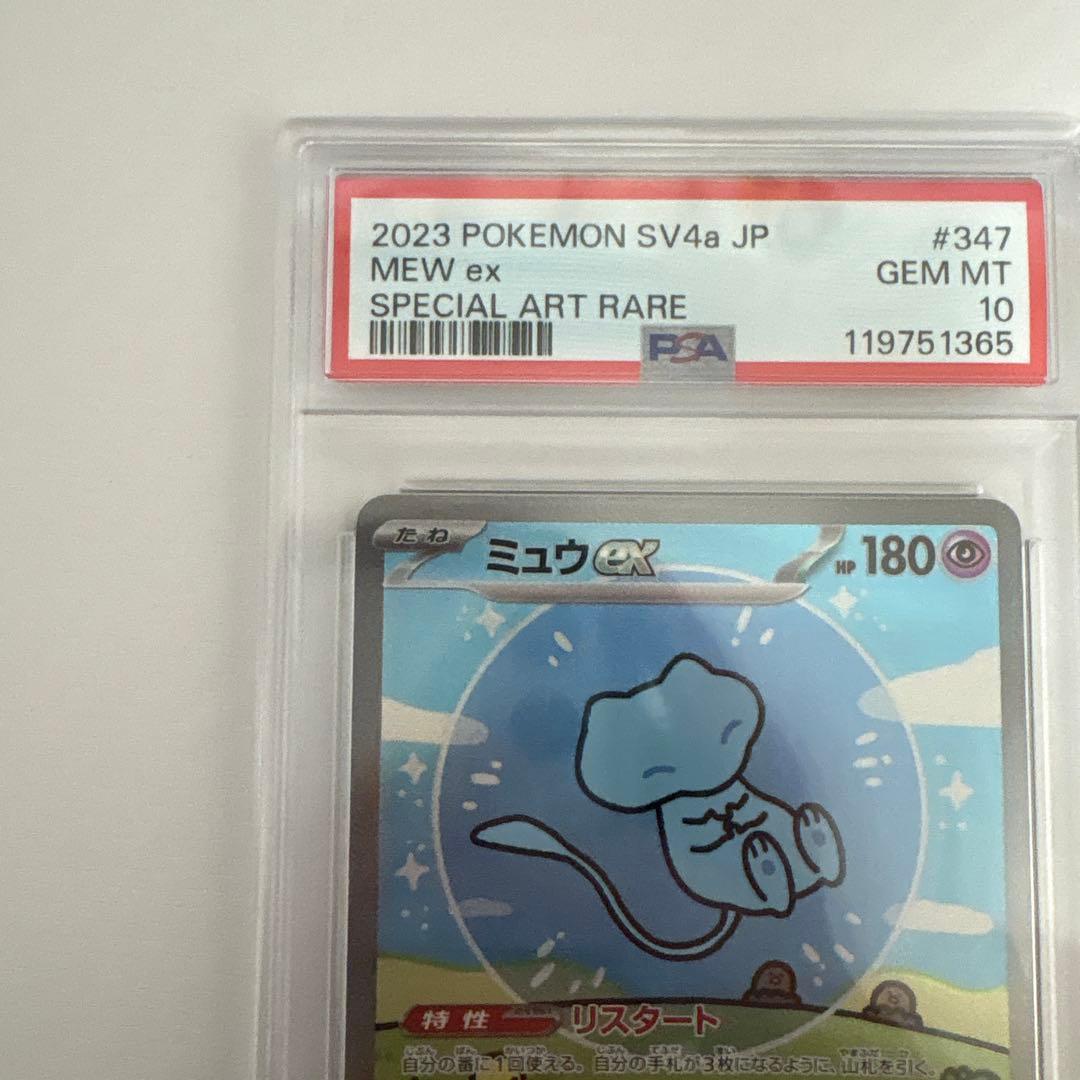 2023 POKEMON SV4a JP #347
MEW ex GEM MT
SPECIAL ART RARE 10
PSA 119751365
たね ミュウex HP 180
特性 リスタート
自分の番に1回使える。自分の手札が3枚になるように、山札を引く。